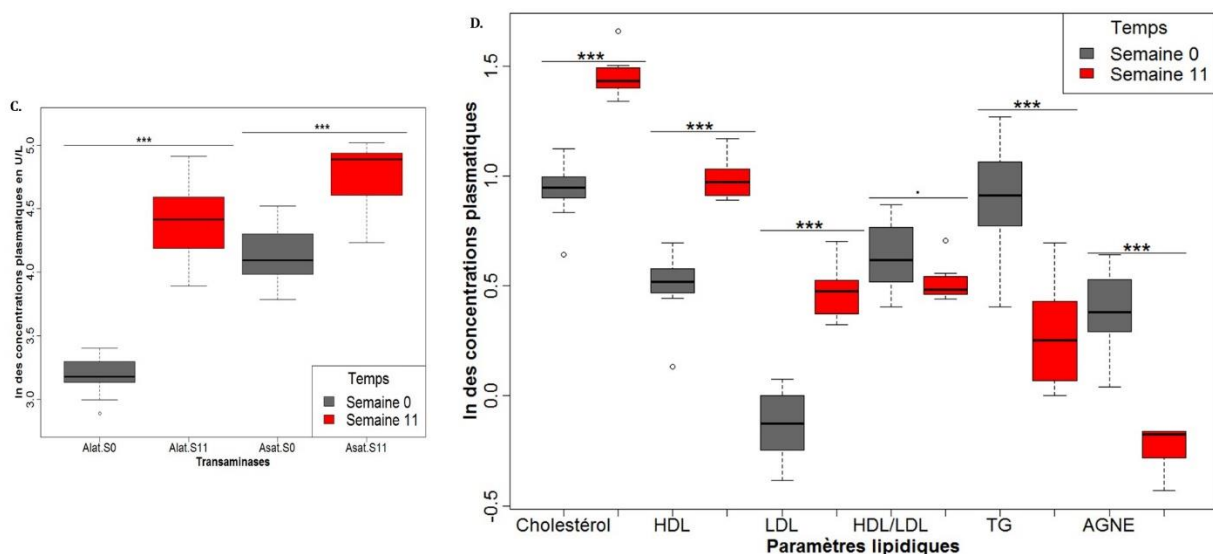 C.
ln des concentrations plasmatiques en U/L
5.0
4.5
4.0
3.5
3.0
***
***
Temps
Semaine 0
Semaine 11
Alat.S0
Alat.S11
Asat.S0
Asat.S11
Transaminases
D.
ln des concentrations plasmatiques
1.5
1.0
0.5
0.0
-0.5
***
***
***
.
***
***
Temps
Semaine 0
Semaine 11
Cholestérol
HDL
LDL
HDL/LDL
TG
AGNE
Paramètres lipidiques